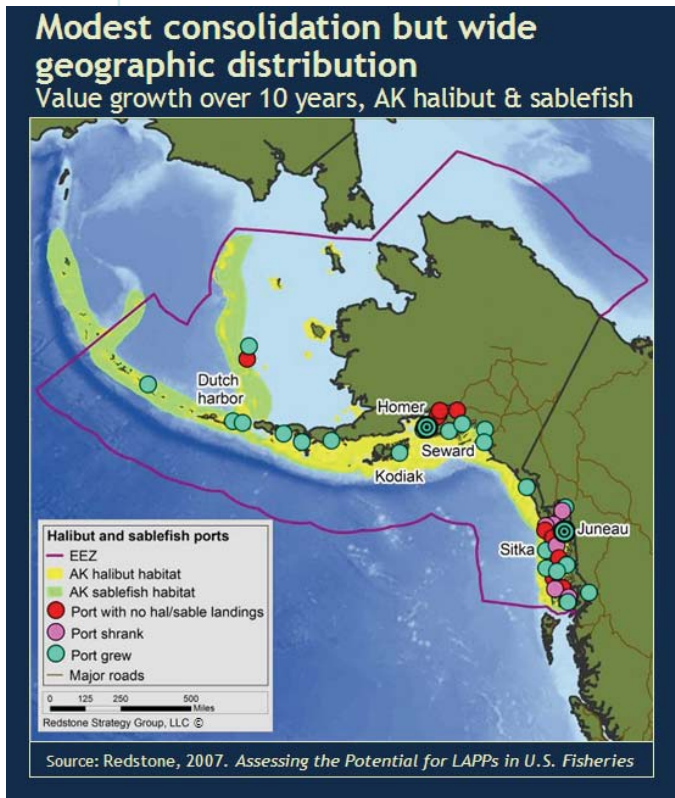 Modest consolidation but wide
geographic distribution
Value growth over 10 years, AK halibut & sablefish
Dutch
harbor
Homer
Seward
Kodiak
Juneau
Sitka
Halibut and sablefish ports
EEZ
AK halibut habitat
AK sablefish habitat
Port with no hal/sable landings
Port shrank
Port grew
Major roads
0 125 250 500
Miles
Redstone Strategy Group, LLC ©
Source: Redstone, 2007. Assessing the Potential for LAPPs in U.S. Fisheries